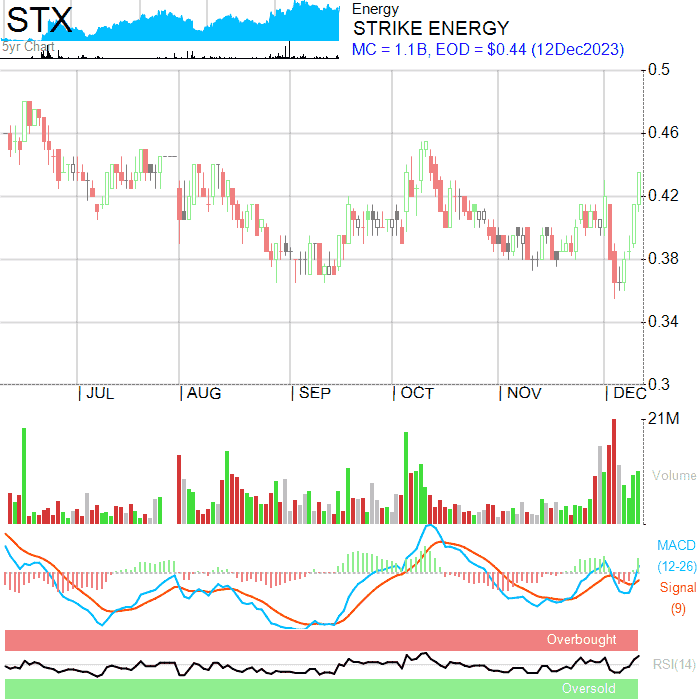 STX
5yr Chart
Energy
STRIKE ENERGY
MC = 1.1B, EOD = $0.44 (12Dec2023)
0.5
0.46
0.42
0.38
0.34
0.3
JUL
AUG
SEP
OCT
NOV
DEC
21M
Volume
MACD
(12-26)
Signal
(9)
Overbought
RSI(14)
Oversold